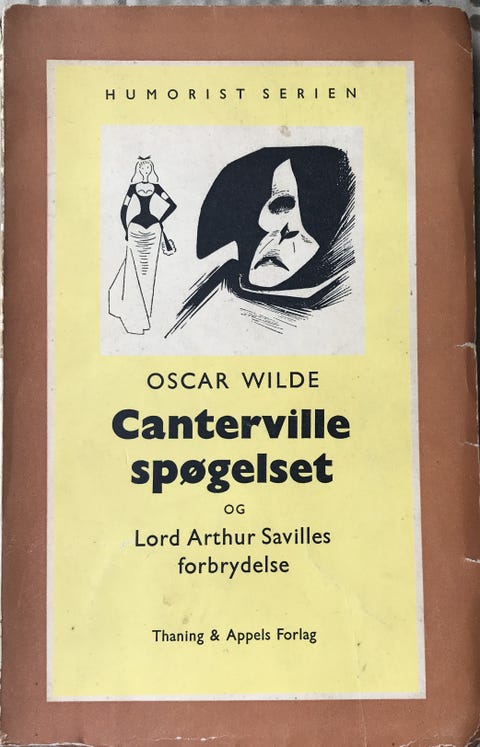 HUMORIST SERIEN
OSCAR WILDE
Canterville
spøgelset
OG
Lord Arthur Savilles
forbrydelse
Thaning & Appels Forlag